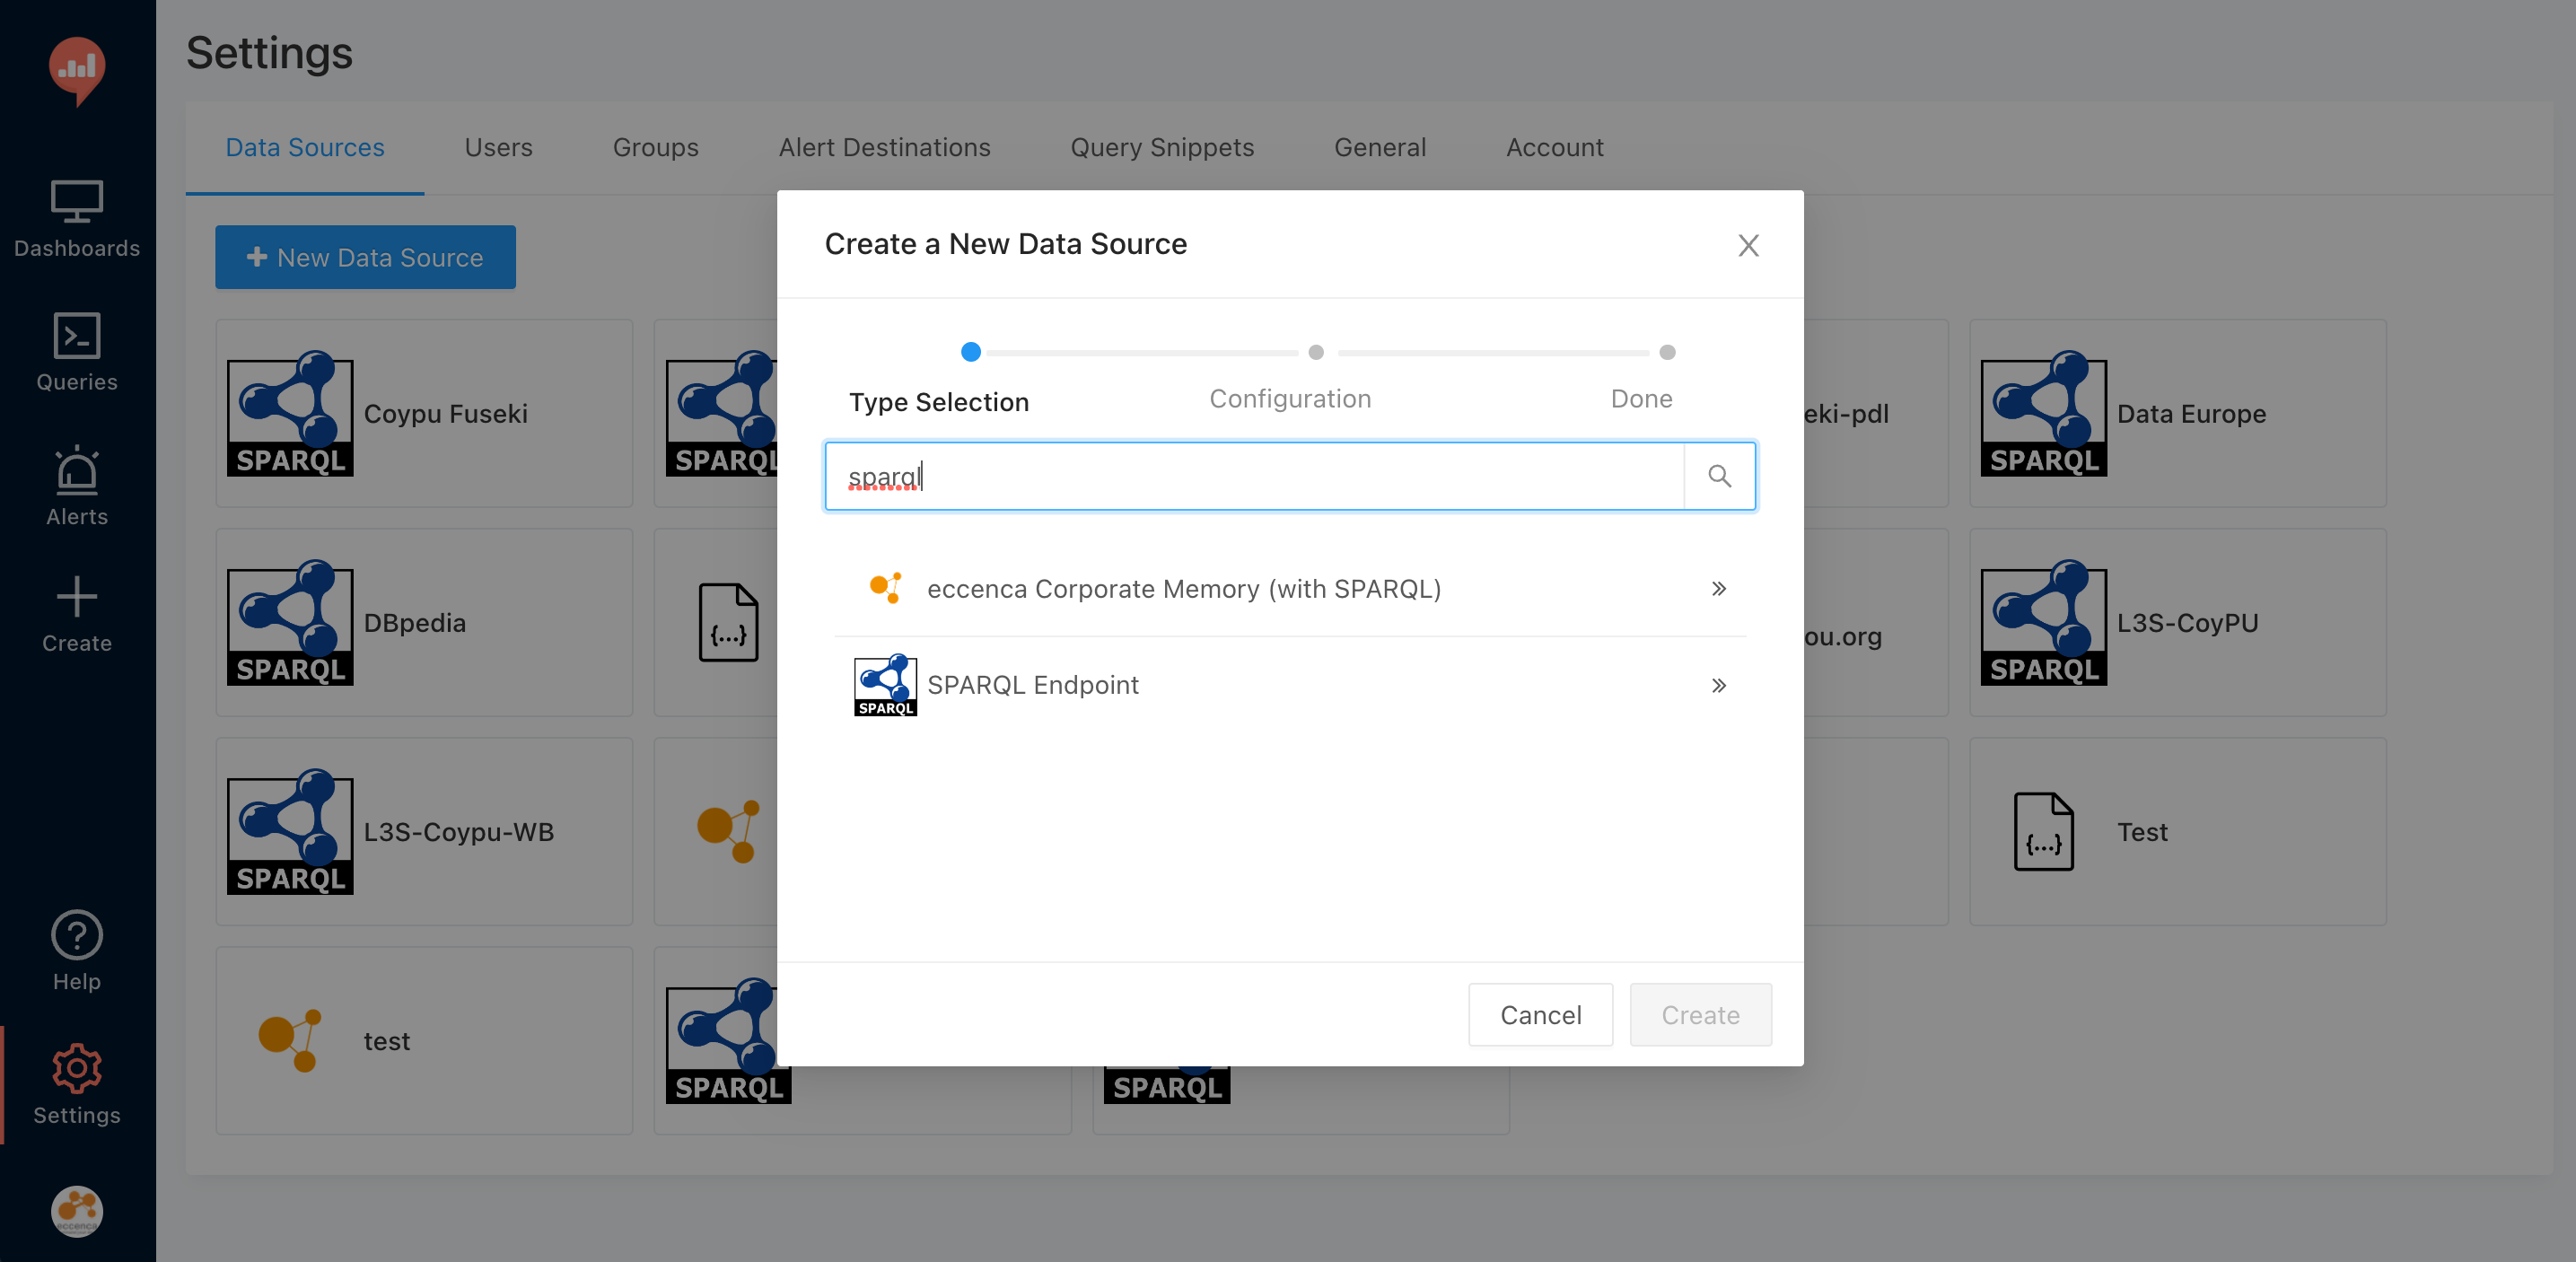 Settings
Data Sources
Users
Groups
Alert Destinations
Query Snippets
General
Account
Dashboards
Queries
Alerts
Create
Help
Settings
eccenca
New Data Source
Create a New Data Source
Type Selection
Configuration
Done
sparql
eccenca Corporate Memory (with SPARQL)
SPARQL
SPARQL Endpoint
Cancel
Create
SPARQL
Coypu Fuseki
SPARQL
eki-pdl
SPARQL
Data Europe
SPARQL
DBpedia
{...}
ou.org
SPARQL
L3S-CoyPU
SPARQL
L3S-Coypu-WB
{...}
Test
test
SPARQL
SPARQL